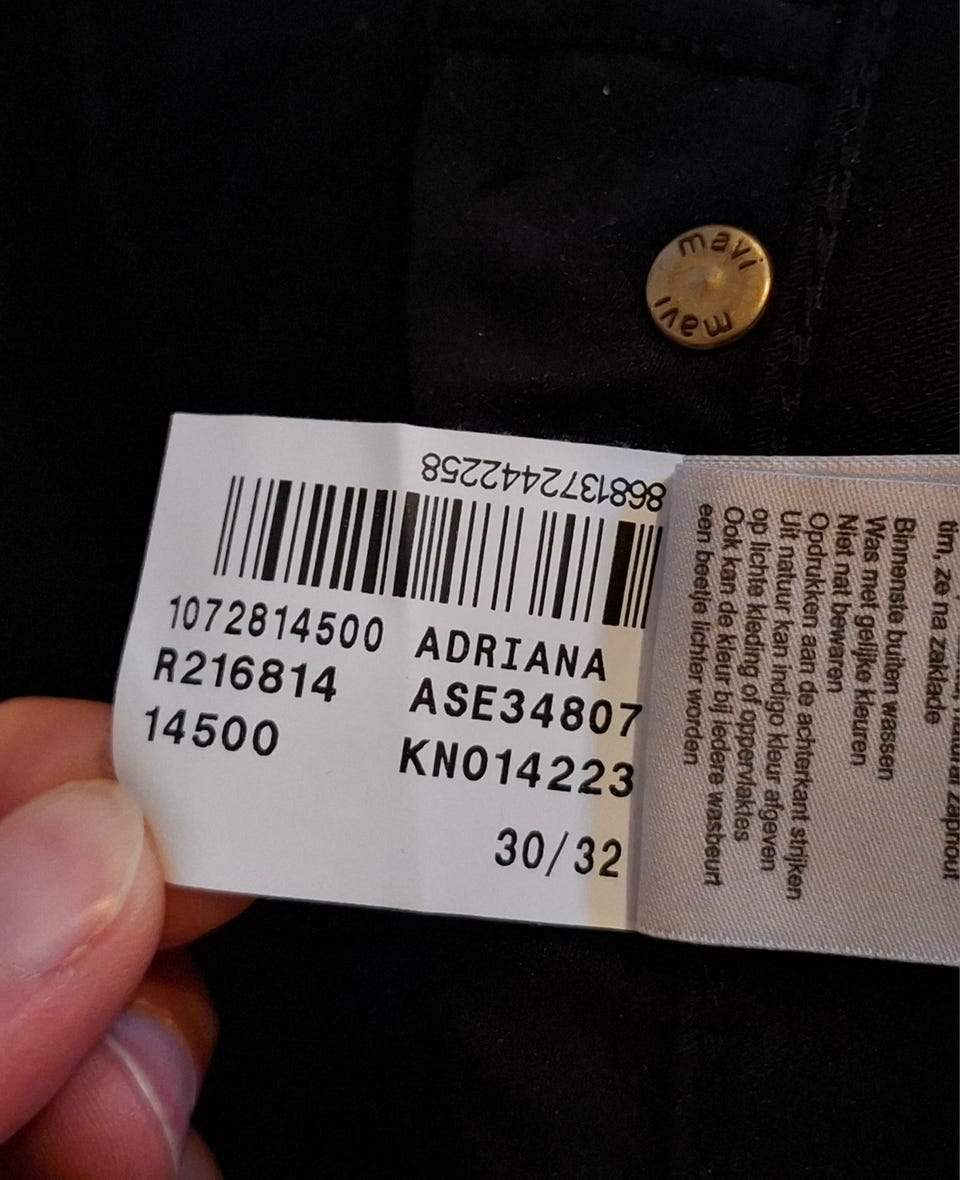 mavi
mavi
8681372442258
1072814500 ADRIANA
R216814 ASE34807
14500 KN014223
30/32
tim, ze na zaklade
zapnout
Binnenste buiten wassen
Was met gelijke kleuren
Niet nat bewaren
Opdrukken aan de achterkant strijken
Uit natuur kan indigo kleur afgeven
op lichte kleding of oppervlaktes
Ook kan de kleur bij iedere wasbeurt
een beetje lichter worden